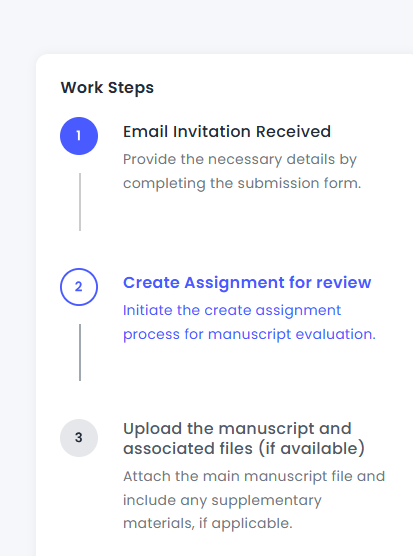 Work Steps
1
Email Invitation Received
Provide the necessary details by
completing the submission form.
2
Create Assignment for review
Initiate the create assignment
process for manuscript evaluation.
3
Upload the manuscript and
associated files (if available)
Attach the main manuscript file and
include any supplementary
materials, if applicable.